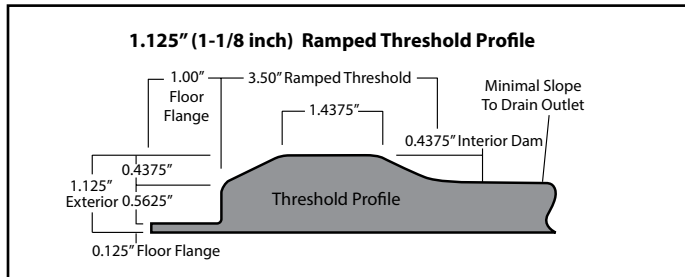 1.125” (1-1/8 inch) Ramped Threshold Profile
1.00”
Floor
Flange
3.50” Ramped Threshold
Minimal Slope
To Drain Outlet
1.4375”
0.4375” Interior Dam
0.4375”
1.125”
Exterior
0.5625”
Threshold Profile
0.125” Floor Flange